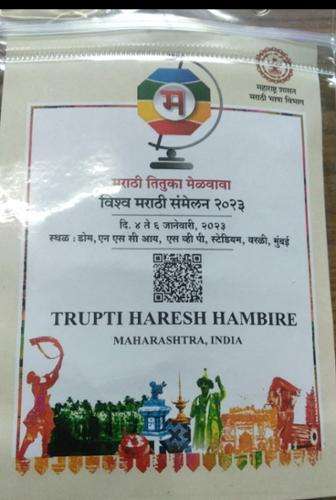 महाराष्ट्र शासन
मराठी भाषा विभाग
म
मराठी तितुका मेळवावा
विश्व मराठी संमेलन २०२३
दि. ४ ते ६ जानेवारी, २०२३
स्थळ : डोम, एन एस सी आय, एस व्ही पी, स्टेडियम, वरळी, मुंबई
TRUPTI HARESH HAMBIRE
MAHARASHTRA, INDIA